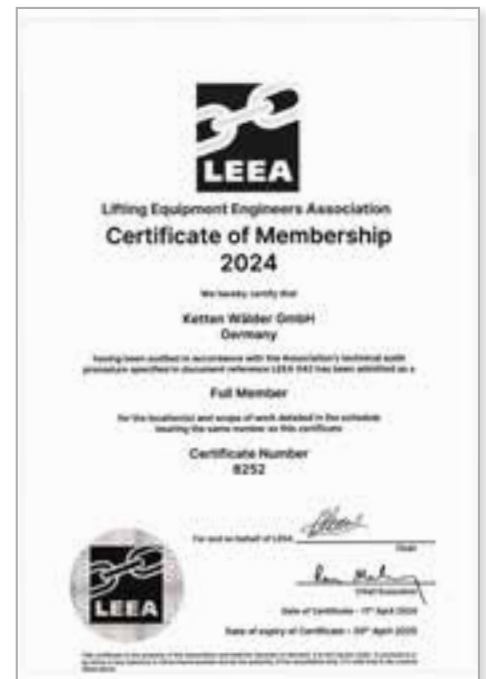 LEEA
Lifting Equipment Engineers Association
Certificate of Membership
2024
We hereby certify that
Ketten Wälder GmbH
Germany
having been audited in accordance with the Association's technical audit
procedure specified in document reference LEEA 042 has been admitted as a
Full Member
for the location(s) and scope of work detailed in the schedule
bearing the same number as this certificate
Certificate Number
8252
For and on behalf of LEEA
Chair
Chief Executive
LEEA
Date of Certificate - 17th April 2024
Date of expiry of Certificate - 30th April 2025